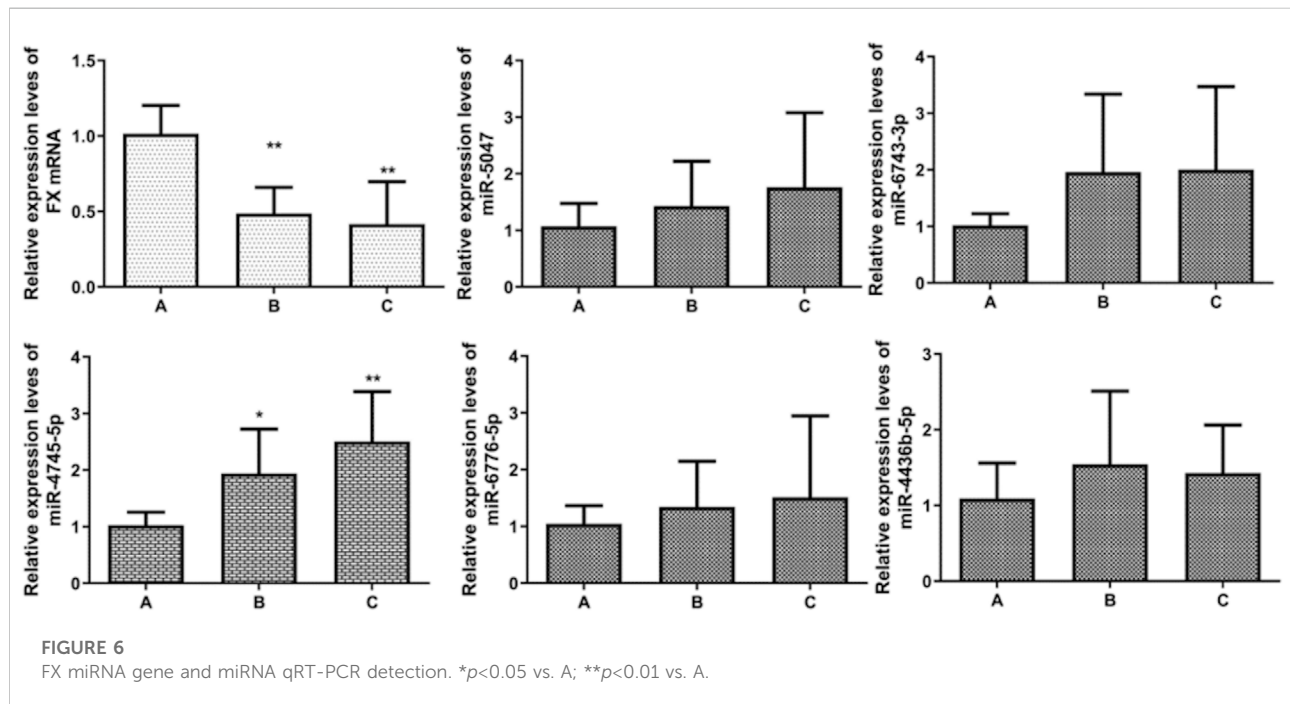 Relative expression leves of
FX mRNA
1.5
1.0
0.5
0.0
**
**
A
B
C
Relative expression leves of
miR-5047
4
3
2
1
0
A
B
C
Relative expression leves of
miR-6743-3p
4
3
2
1
0
A
B
C
Relative expression leves of
miR-4745-5p
4
3
2
1
0
*
**
A
B
C
Relative expression leves of
miR-6776-5p
4
3
2
1
0
A
B
C
Relative expression leves of
miR-4436b-5p
3
2
1
0
A
B
C
FIGURE 6
FX miRNA gene and miRNA qRT-PCR detection. *p<0.05 vs. A; **p<0.01 vs. A.